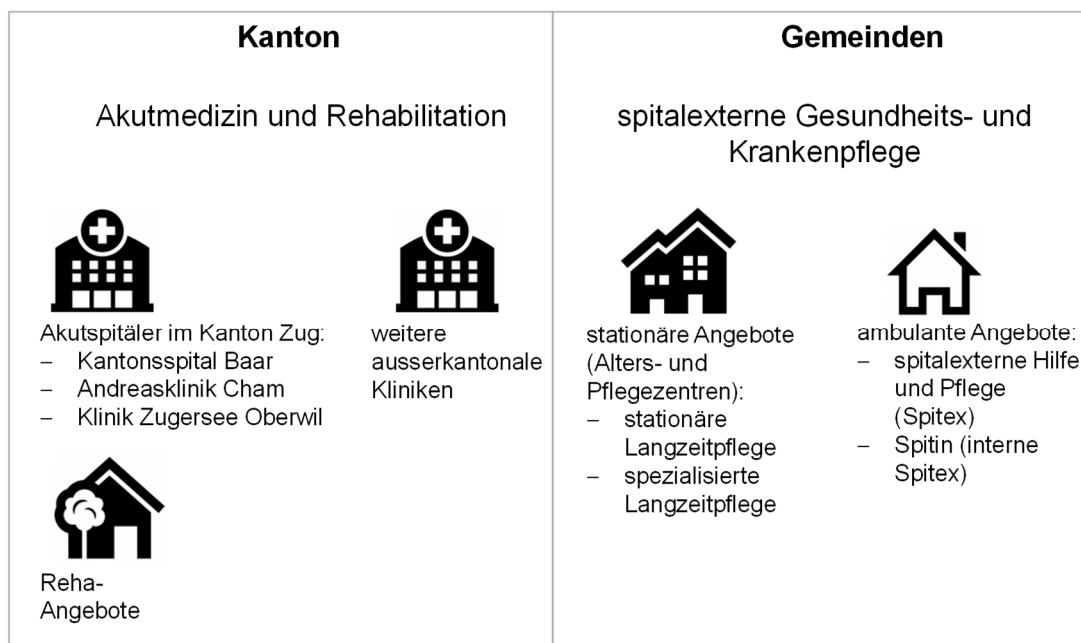 Kanton
Akutmedizin und Rehabilitation
Akutspitäler im Kanton Zug:
– Kantonsspital Baar
– Andreasklinik Cham
– Klinik Zugersee Oberwil
weitere
ausserkantonale
Kliniken
Reha-
Angebote
Gemeinden
spitalexterne Gesundheits- und
Krankenpflege
stationäre Angebote
(Alters- und
Pflegezentren):
– stationäre
Langzeitpflege
– spezialisierte
Langzeitpflege
ambulante Angebote:
– spitalexterne Hilfe
und Pflege
(Spitex)
– Spitin (interne
Spitex)